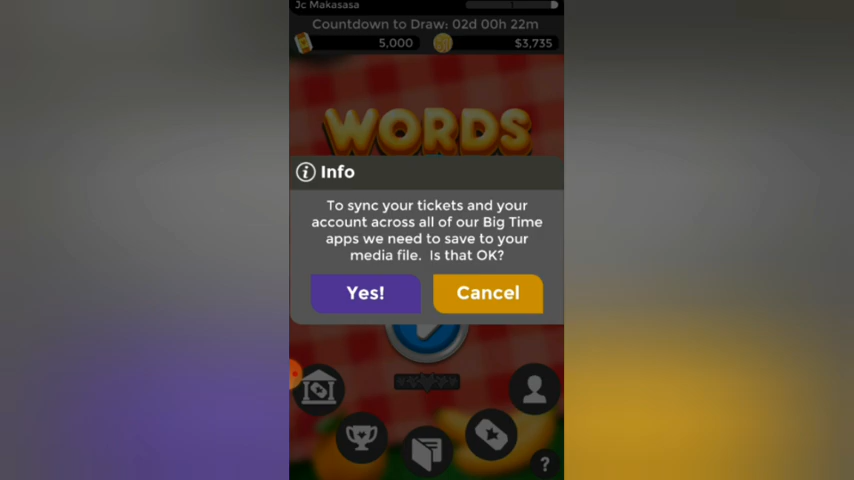 Jc Makasasa
Countdown to Draw: 02d 00h 22m
5,000
$3,735
WORDS
Info
To sync your tickets and your
account across all of our Big Time
apps we need to save to your
media file. Is that OK?
Yes!
Cancel
?